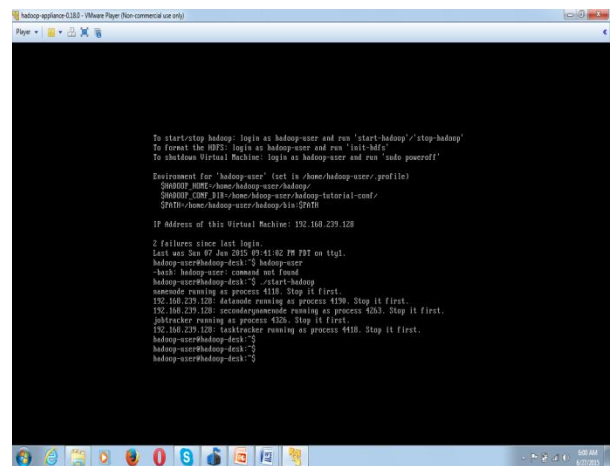 hadoop-appliance-0.18.0 - VMware Player (Non-commercial use only)
Player
To start/stop hadoop: login as hadoop-user and run 'start-hadoop'/'stop-hadoop'
To format the HDFS: login as hadoop-user and run 'init-hdfs'
To shutdown Virtual Machine: login as hadoop-user and run 'sudo poweroff'
Environment for 'hadoop-user' (set in /home/hadoop-user/.profile)
$HADOOP_HOME=/home/hadoop-user/hadoop/
$HADOOP_CONF_DIR=/home/hdoop-user/hadoop-tutorial-conf/
$PATH=/home/hadoop-user/hadoop/bin:$PATH
IP Address of this Virtual Machine: 192.168.239.128
2 failures since last login.
Last was Sun 07 Jun 2015 09:41:02 PM PDT on tty1.
hadoop-user@hadoop-desk:~$ hadoop-user
-bash: hadoop-user: command not found
hadoop-user@hadoop-desk:~$ ./start-hadoop
namenode running as process 4118. Stop it first.
192.168.239.128: datanode running as process 4190. Stop it first.
192.168.239.128: secondarynamenode running as process 4263. Stop it first.
jobtracker running as process 4326. Stop it first.
192.168.239.128: tasktracker running as process 4418. Stop it first.
hadoop-user@hadoop-desk:~$
hadoop-user@hadoop-desk:~$
hadoop-user@hadoop-desk:~$
6:00 AM
6/27/2015